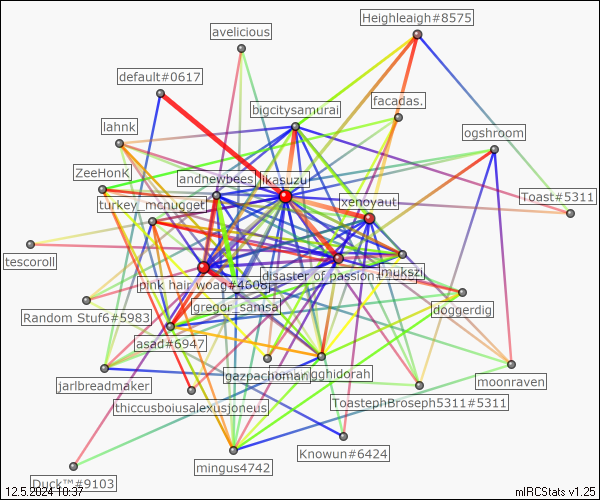 Heighleaigh#8575
avelicious
default#0617
facadas.
bigcitysamurai
lahnk
ogshroom
ZeeHonK
andnewbees
ikasuzu
Toast#5311
turkey_mcnugget
xenoyaut
tescoroll
disaster of passion
mukszi
pink hair woag#4608
gregor_samsa
doggerdig
Random Stuf6#5983
asad#6947
gghidorah
jarlbreadmaker
gazpachoman
moonraven
thiccusboiusalexusjoneus
ToastephBroseph5311#5311
Knowun#6424
mingus4742
Duck™#9103
12.5.2024 10:37
mIRCStats v1.25